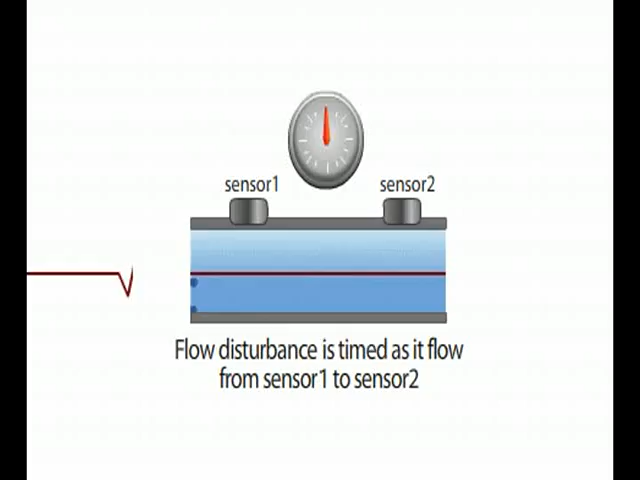 sensor1 sensor2
Flow disturbance is timed as it flow
from sensor1 to sensor2